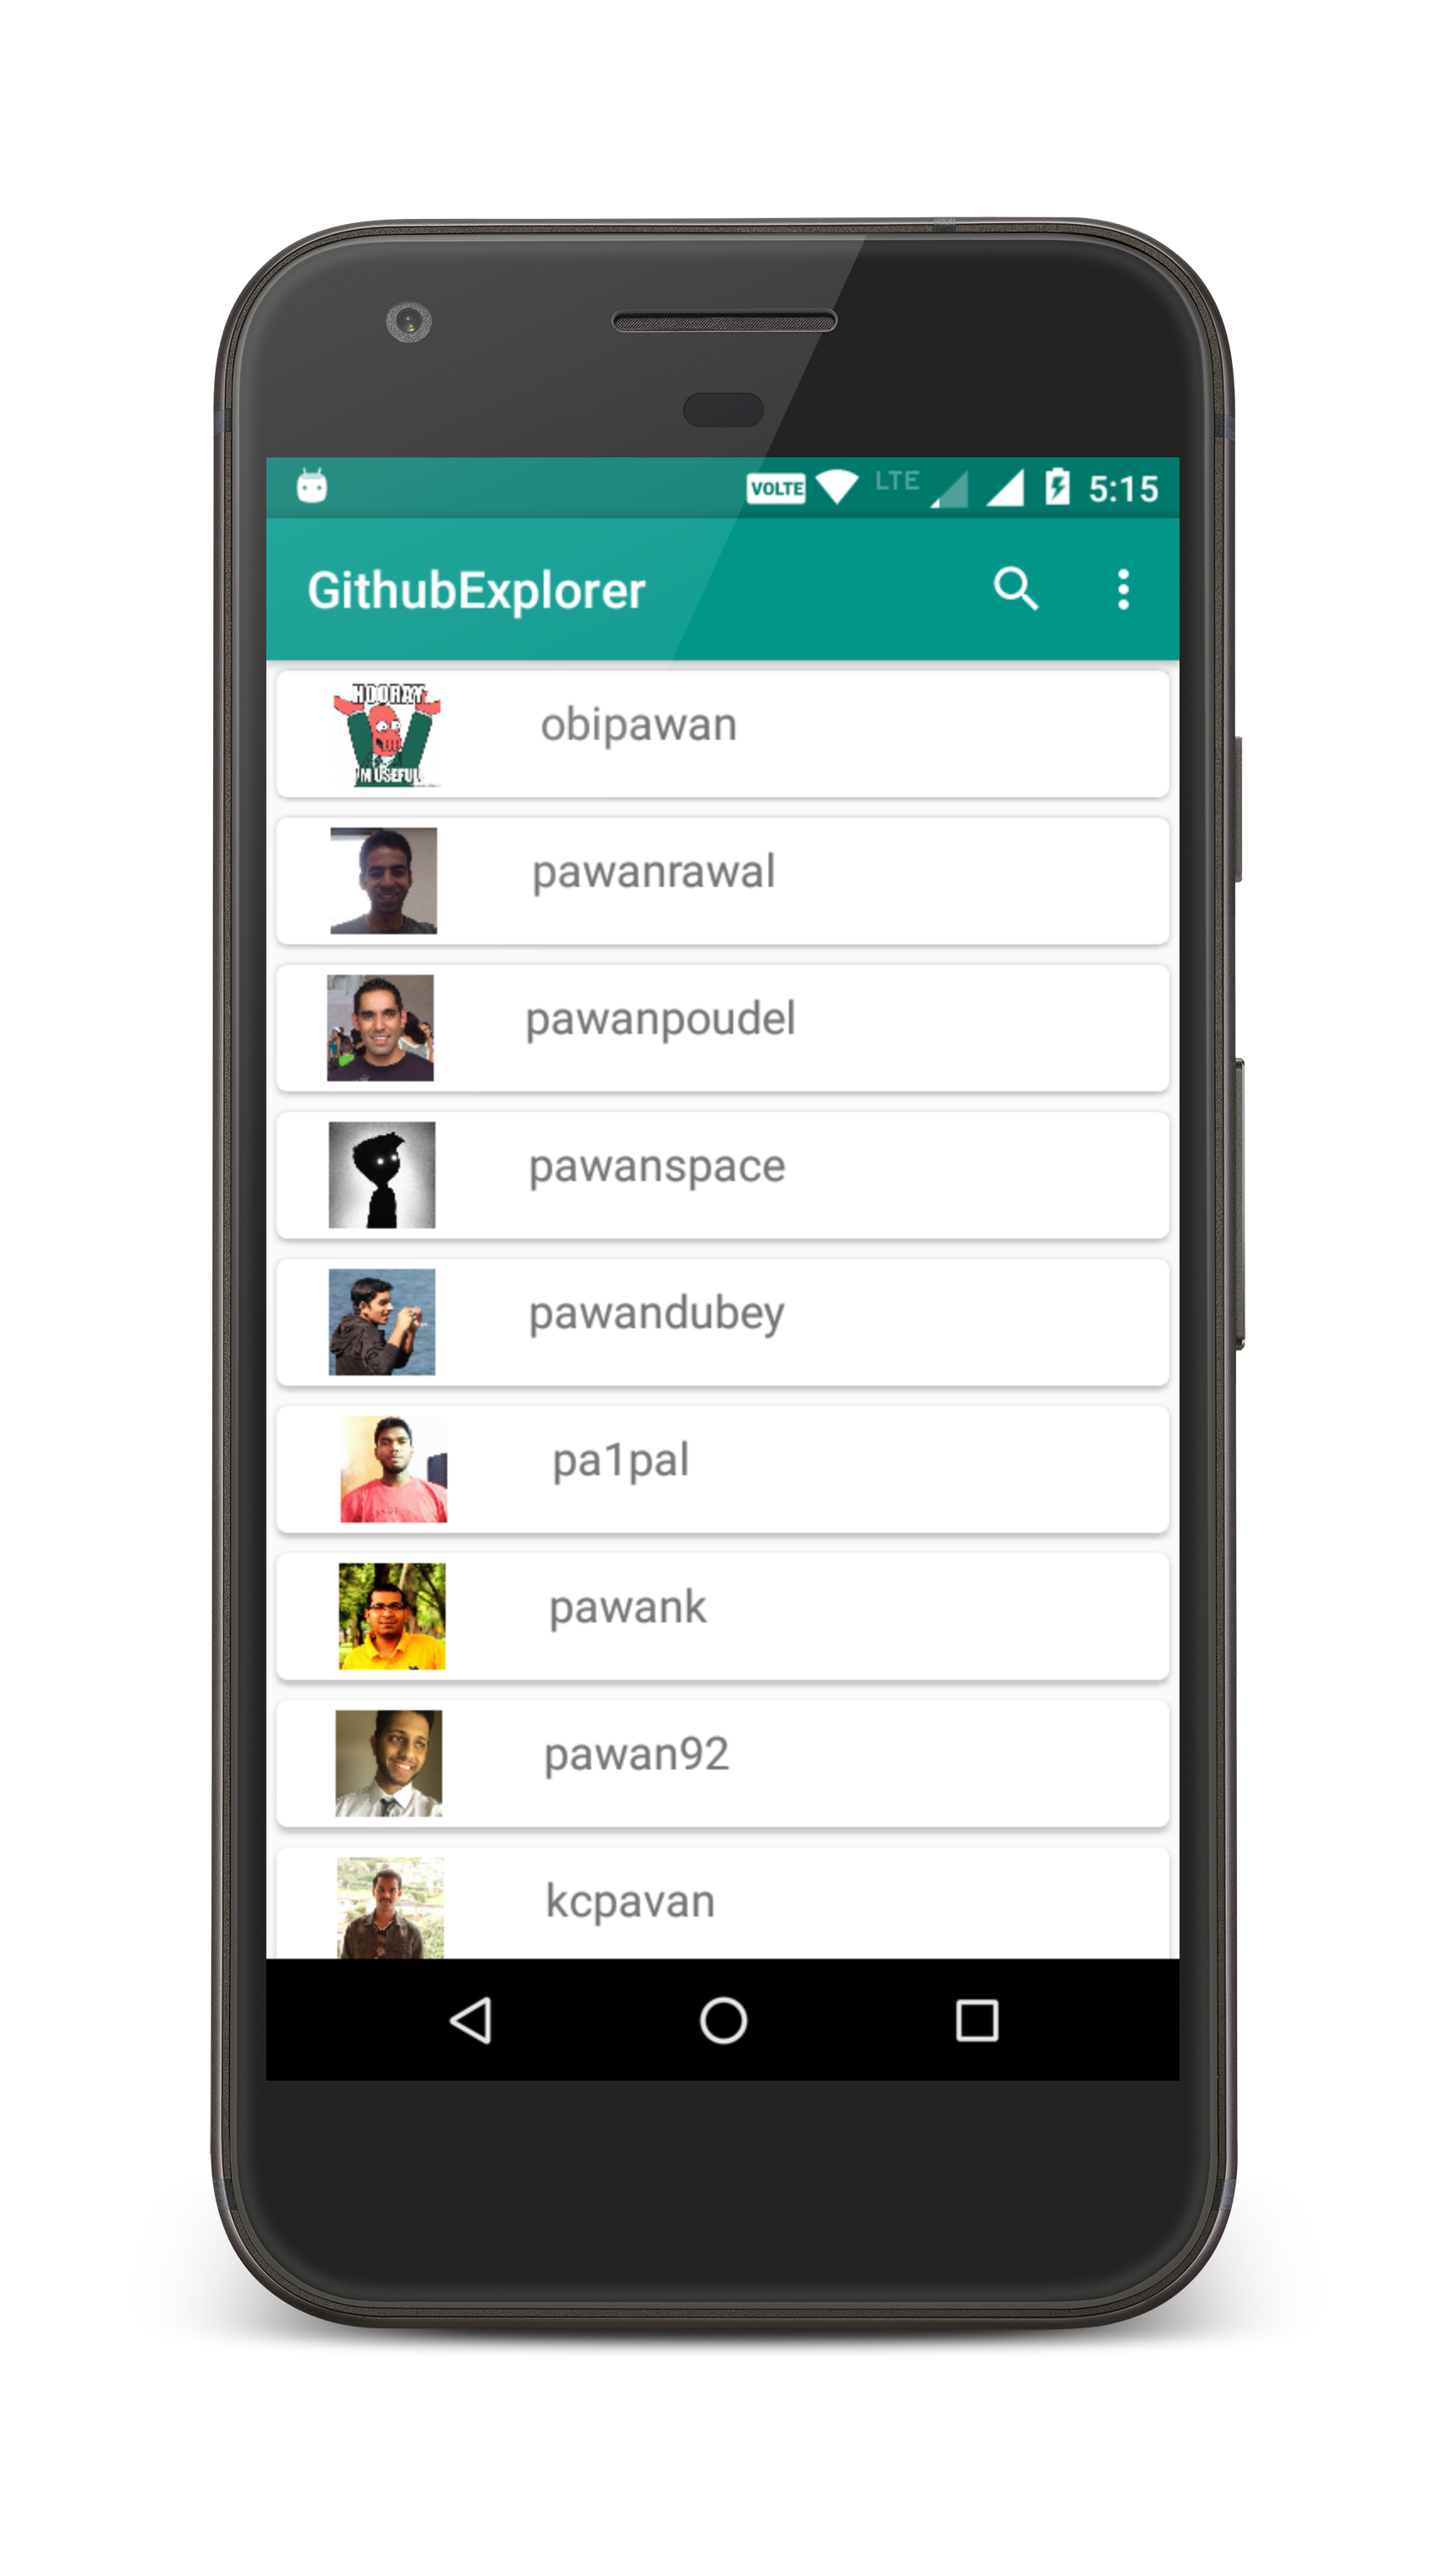 VOLTE LTE 5:15
GithubExplorer
HOORAY
I'M USEFUL
obipawan
pawanrawal
pawanpoudel
pawanspace
pawandubey
pa1pal
pawank
pawan92
kcpavan